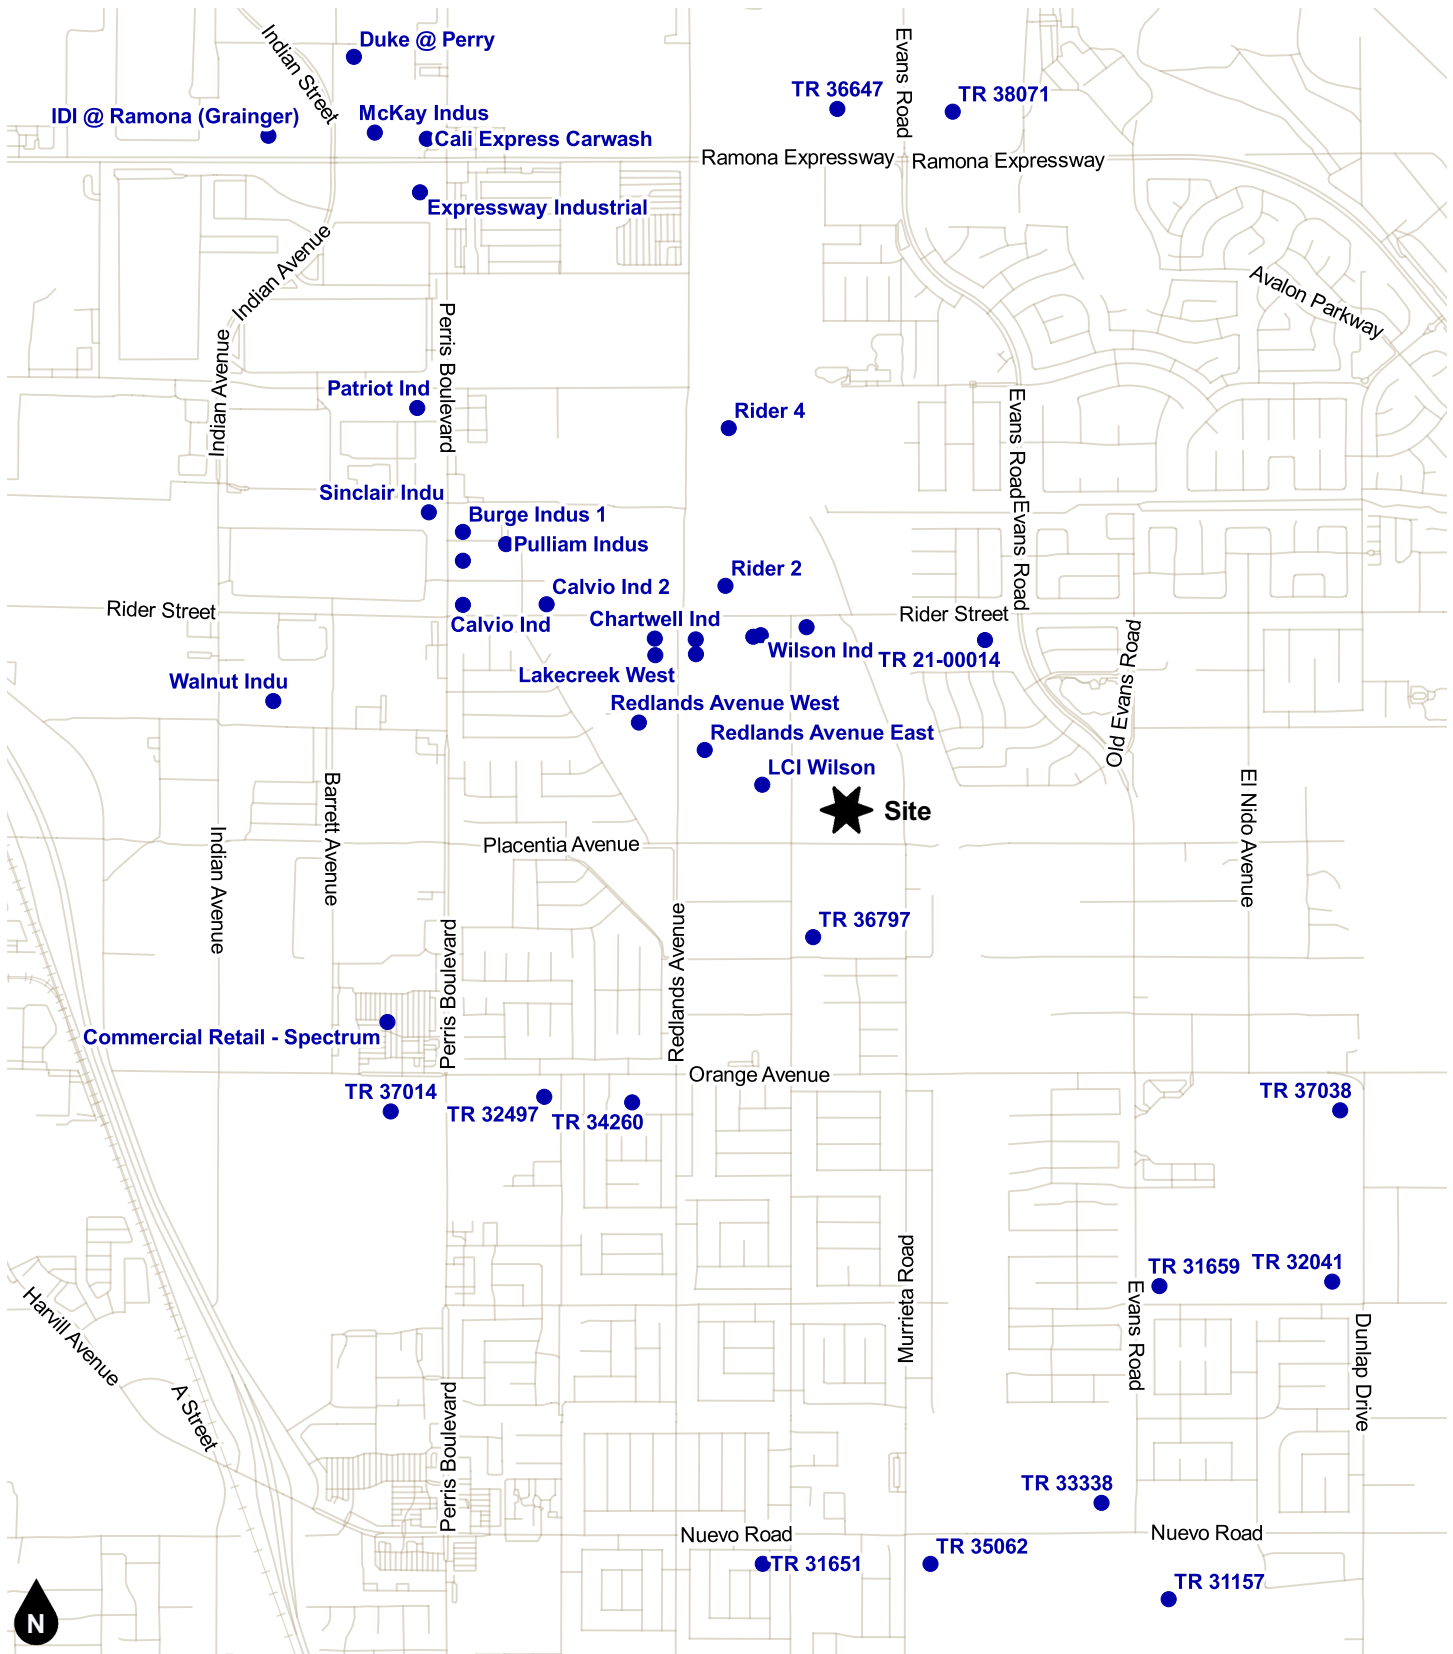 Duke @ Perry
Indian Street
Evans Road
TR 36647
TR 38071
IDI @ Ramona (Grainger)
McKay Indus
Cali Express Carwash
Ramona Expressway
Ramona Expressway
Expressway Industrial
Indian Avenue
Avalon Parkway
Perris Boulevard
Indian Avenue
Patriot Ind
Rider 4
Evans Road
Sinclair Indu
Burge Indus 1
Pulliam Indus
Evans Road
Rider 2
Calvio Ind 2
Rider Street
Calvio Ind
Chartwell Ind
Rider Street
Wilson Ind
TR 21-00014
Lakecreek West
Old Evans Road
Walnut Indu
Redlands Avenue West
Redlands Avenue East
LCI Wilson
Site
Barrett Avenue
El Nido Avenue
Placentia Avenue
Indian Avenue
TR 36797
Perris Boulevard
Redlands Avenue
Commercial Retail - Spectrum
Orange Avenue
TR 37014
TR 32497
TR 34260
TR 37038
Murrieta Road
TR 31659
TR 32041
Harvill Avenue
Evans Road
Dunlap Drive
A Street
Perris Boulevard
TR 33338
Nuevo Road
Nuevo Road
TR 31651
TR 35062
TR 31157
N